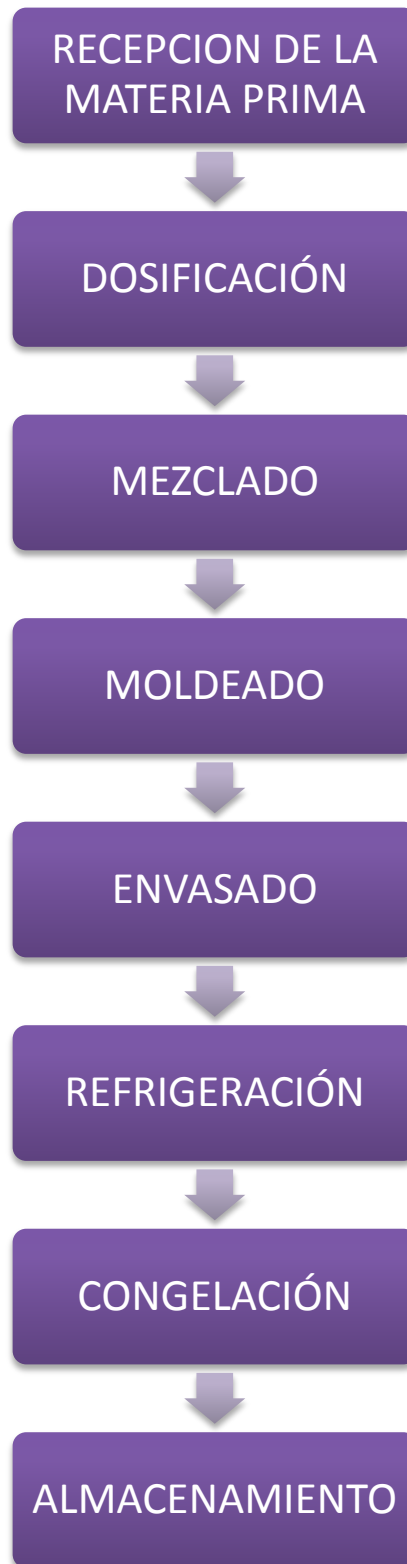 RECEPCION DE LA
MATERIA PRIMA
DOSIFICACIÓN
MEZCLADO
MOLDEADO
ENVASADO
REFRIGERACIÓN
CONGELACIÓN
ALMACENAMIENTO